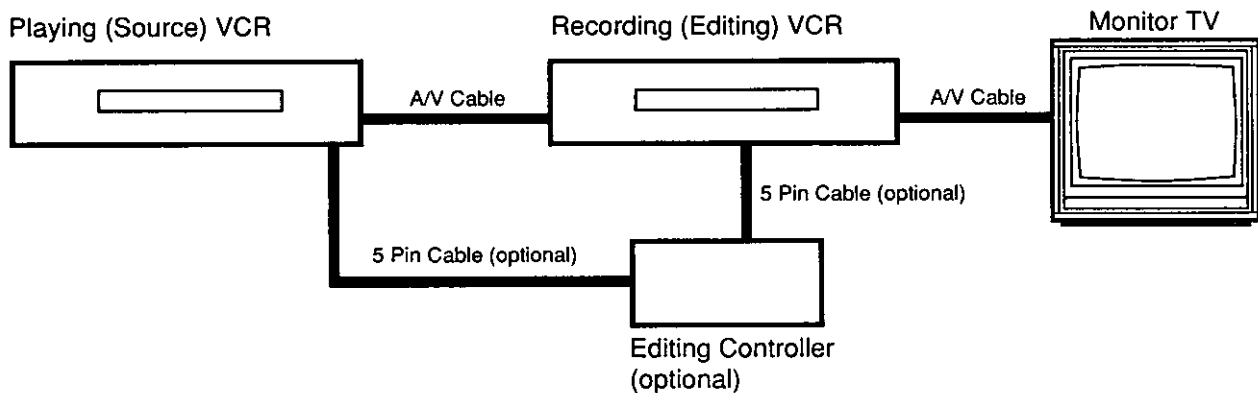 Playing (Source) VCR
Recording (Editing) VCR
Monitor TV
A/V Cable
A/V Cable
5 Pin Cable (optional)
5 Pin Cable (optional)
Editing Controller
(optional)